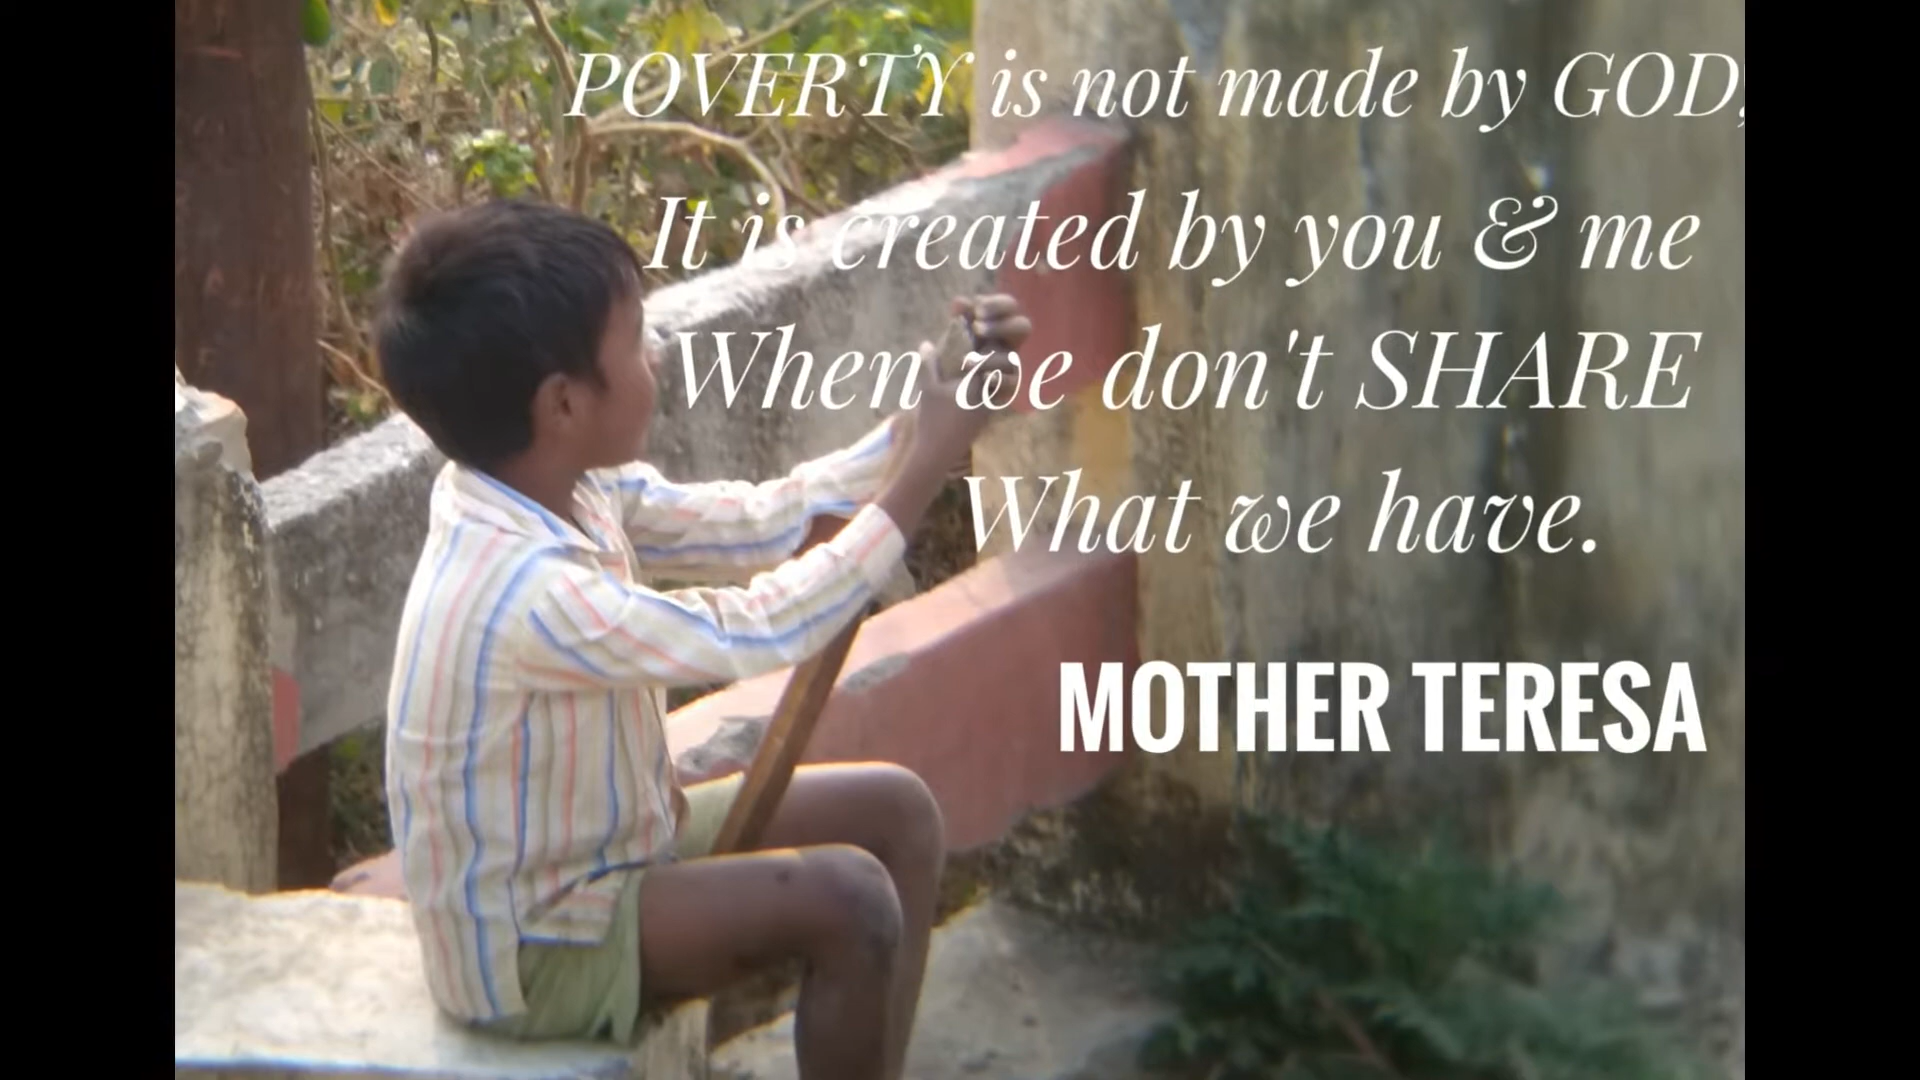 POVERTY is not made by GOD,
It is created by you & me
When we don't SHARE
What we have.
MOTHER TERESA